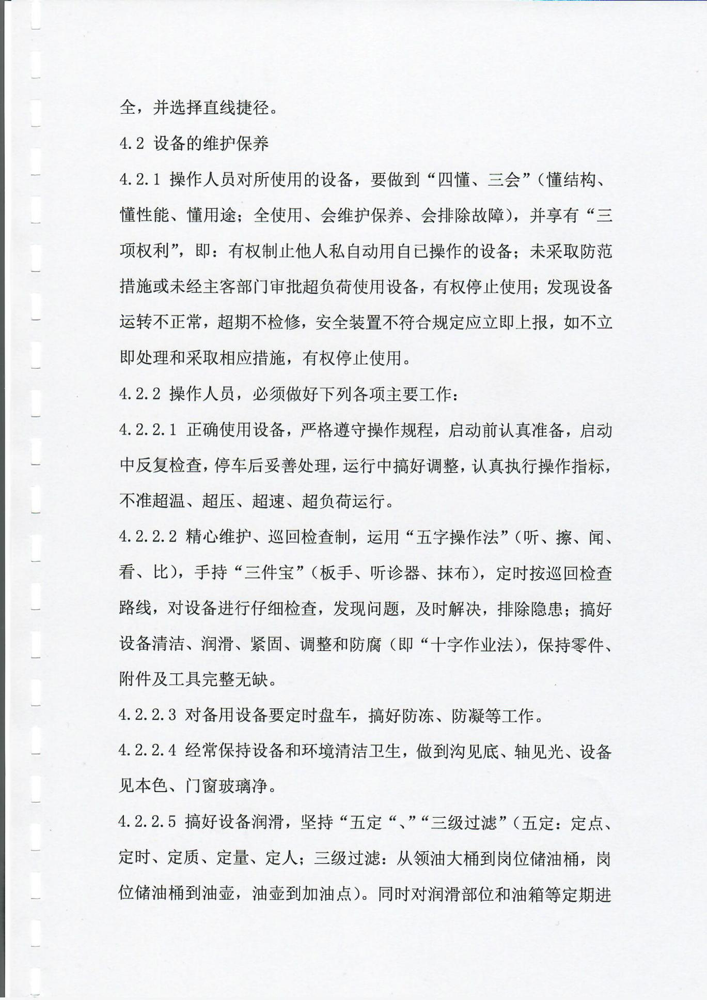 全，并选择直线捷径。
4.2 设备的维护保养
4.2.1 操作人员对所使用的设备，要做到“四懂、三会”（懂结构、
懂性能、懂用途；全使用、会维护保养、会排除故障），并享有“三
项权利”，即：有权制止他人私自动用自已操作的设备；未采取防范
措施或未经主客部门审批超负荷使用设备，有权停止使用；发现设备
运转不正常，超期不检修，安全装置不符合规定应立即上报，如不立
即处理和采取相应措施，有权停止使用。
4.2.2 操作人员，必须做好下列各项主要工作：
4.2.2.1 正确使用设备，严格遵守操作规程，启动前认真准备，启动
中反复检查，停车后妥善处理，运行中搞好调整，认真执行操作指标，
不准超温、超压、超速、超负荷运行。
4.2.2.2 精心维护、巡回检查制，运用“五字操作法”（听、擦、闻、
看、比），手持“三件宝”（板手、听诊器、抹布），定时按巡回检查
路线，对设备进行仔细检查，发现问题，及时解决，排除隐患；搞好
设备清洁、润滑、紧固、调整和防腐（即“十字作业法），保持零件、
附件及工具完整无缺。
4.2.2.3 对备用设备要定时盘车，搞好防冻、防凝等工作。
4.2.2.4 经常保持设备和环境清洁卫生，做到沟见底、轴见光、设备
见本色、门窗玻璃净。
4.2.2.5 搞好设备润滑，坚持“五定“、”“三级过滤”（五定：定点、
定时、定质、定量、定人；三级过滤：从领油大桶到岗位储油桶，岗
位储油桶到油壶，油壶到加油点）。同时对润滑部位和油箱等定期进